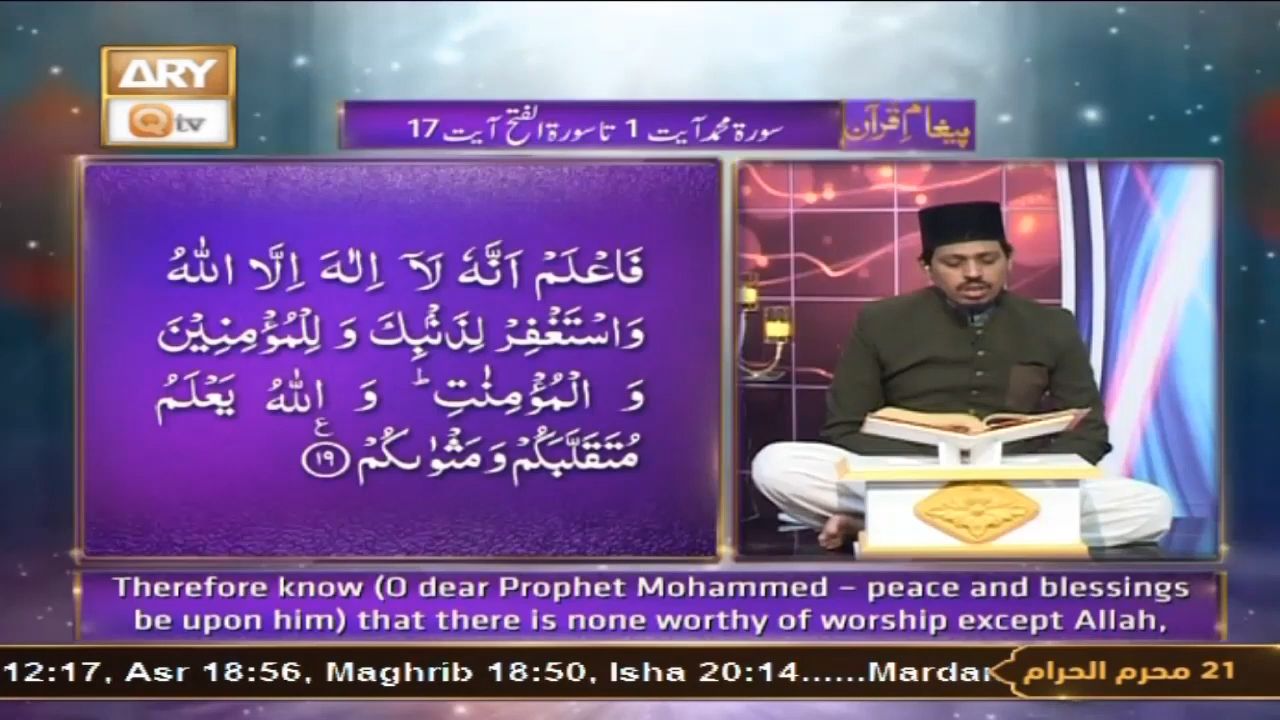 ARY
Qtv
سورۃ محمد آیت 1 تا سورۃ الفتح آیت 17
پیغام قرآن
فَاعْلَمْ اَنَّهٗ لَاۤ اِلٰهَ اِلَّا اللّٰهُ
وَاسْتَغْفِرْ لِذَنْۢبِكَ وَ لِلْمُؤْمِنِیْنَ
وَ الْمُؤْمِنٰتِ ؕ وَ اللّٰهُ یَعْلَمُ
مُتَقَلَّبَكُمْ وَ مَثْوٰىكُمْ ع ۱۹
Therefore know (O dear Prophet Mohammed – peace and blessings
be upon him) that there is none worthy of worship except Allah,
12:17, Asr 18:56, Maghrib 18:50, Isha 20:14......Mardan
21 محرم الحرام